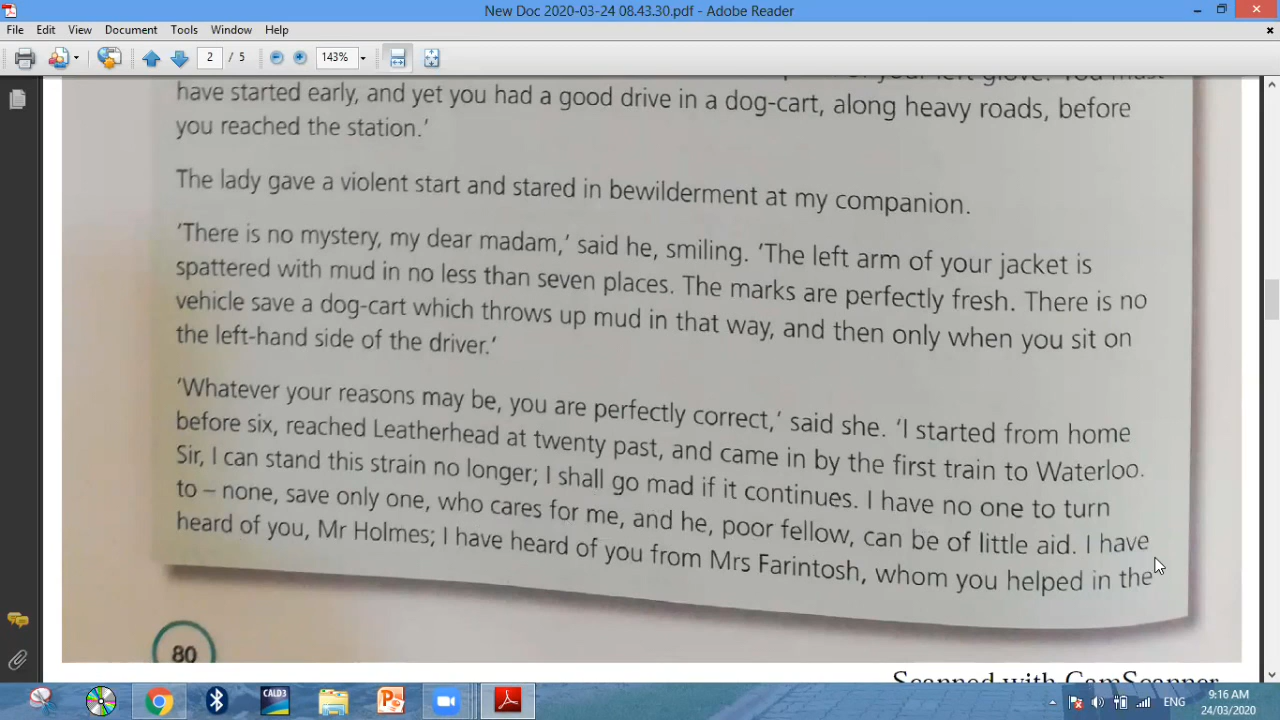 New Doc 2020-03-24 08.43.30.pdf - Adobe Reader
File Edit View Document Tools Window Help
2 / 5 143%
your left glove. You must
have started early, and yet you had a good drive in a dog-cart, along heavy roads, before
you reached the station.’
The lady gave a violent start and stared in bewilderment at my companion.
‘There is no mystery, my dear madam,’ said he, smiling. ‘The left arm of your jacket is
spattered with mud in no less than seven places. The marks are perfectly fresh. There is no
vehicle save a dog-cart which throws up mud in that way, and then only when you sit on
the left-hand side of the driver.’
‘Whatever your reasons may be, you are perfectly correct,’ said she. ‘I started from home
before six, reached Leatherhead at twenty past, and came in by the first train to Waterloo.
Sir, I can stand this strain no longer; I shall go mad if it continues. I have no one to turn
to – none, save only one, who cares for me, and he, poor fellow, can be of little aid. I have
heard of you, Mr Holmes; I have heard of you from Mrs Farintosh, whom you helped in the
80
Scanned with CamScanner
CALD3
ENG
9:16 AM
24/03/2020